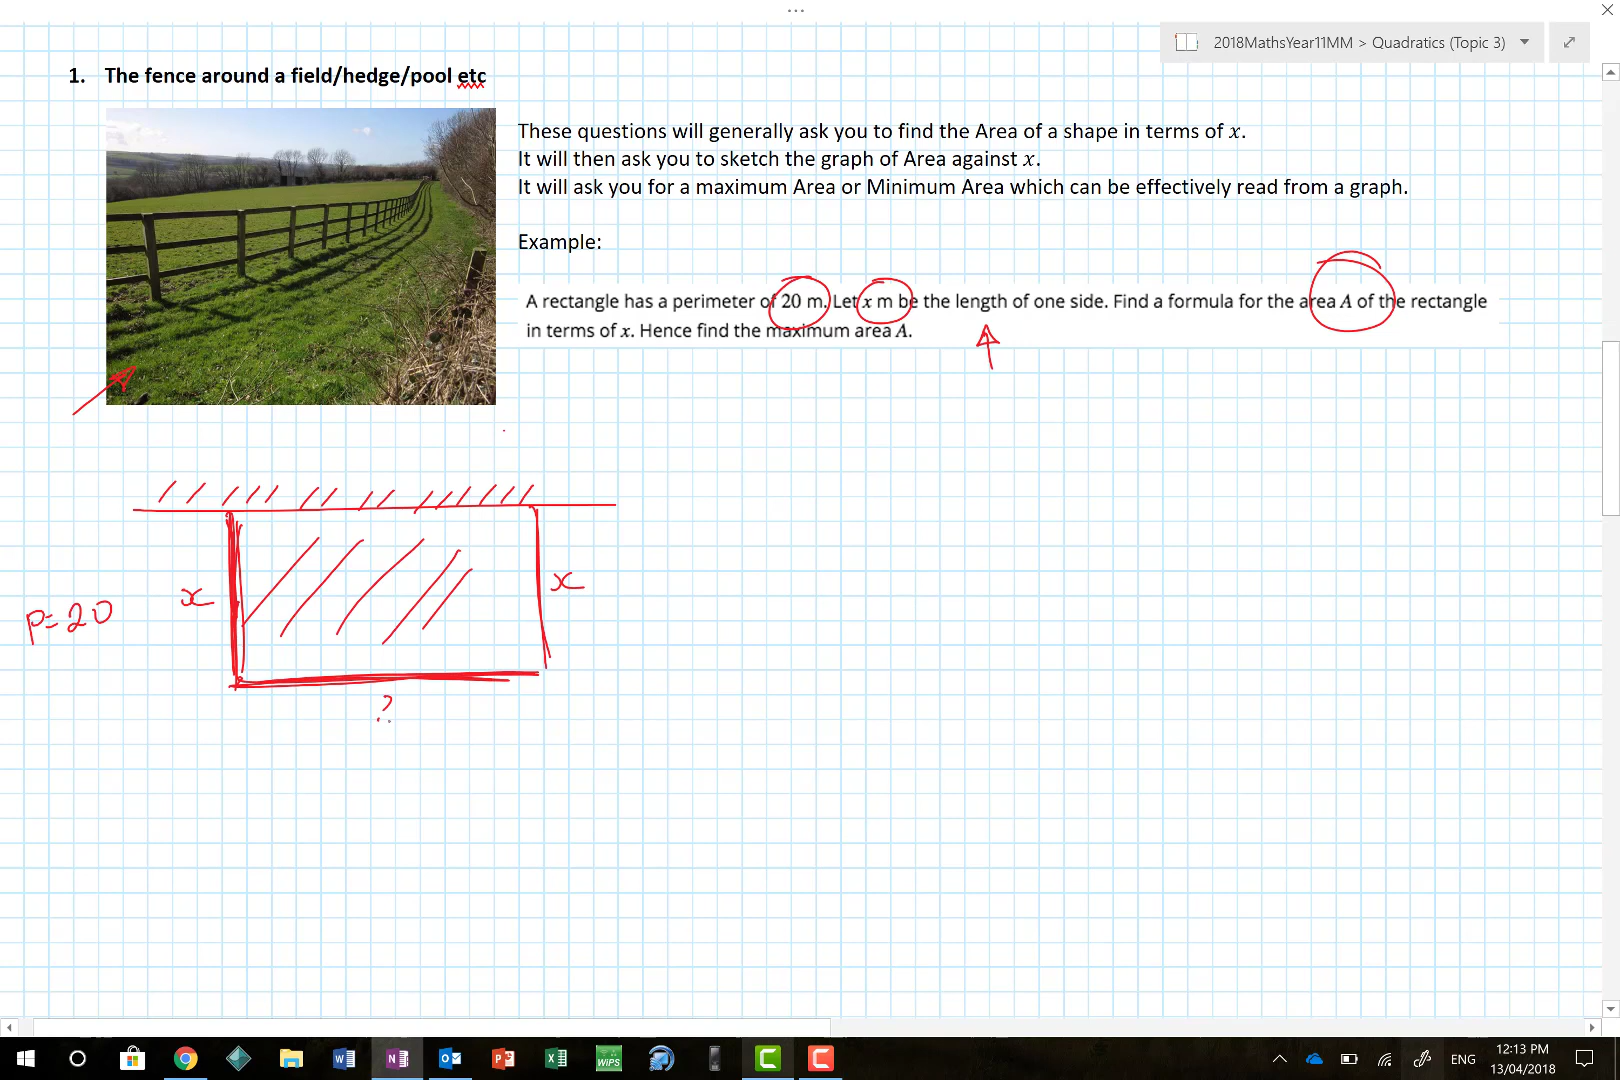 2018MathsYear11MM > Quadratics (Topic 3)
1. The fence around a field/hedge/pool etc
These questions will generally ask you to find the Area of a shape in terms of x.
It will then ask you to sketch the graph of Area against x.
It will ask you for a maximum Area or Minimum Area which can be effectively read from a graph.
Example:
A rectangle has a perimeter of 20 m. Let x m be the length of one side. Find a formula for the area A of the rectangle
in terms of x. Hence find the maximum area A.
x
x
P=20
?
WiPS
ENG
12:13 PM
13/04/2018